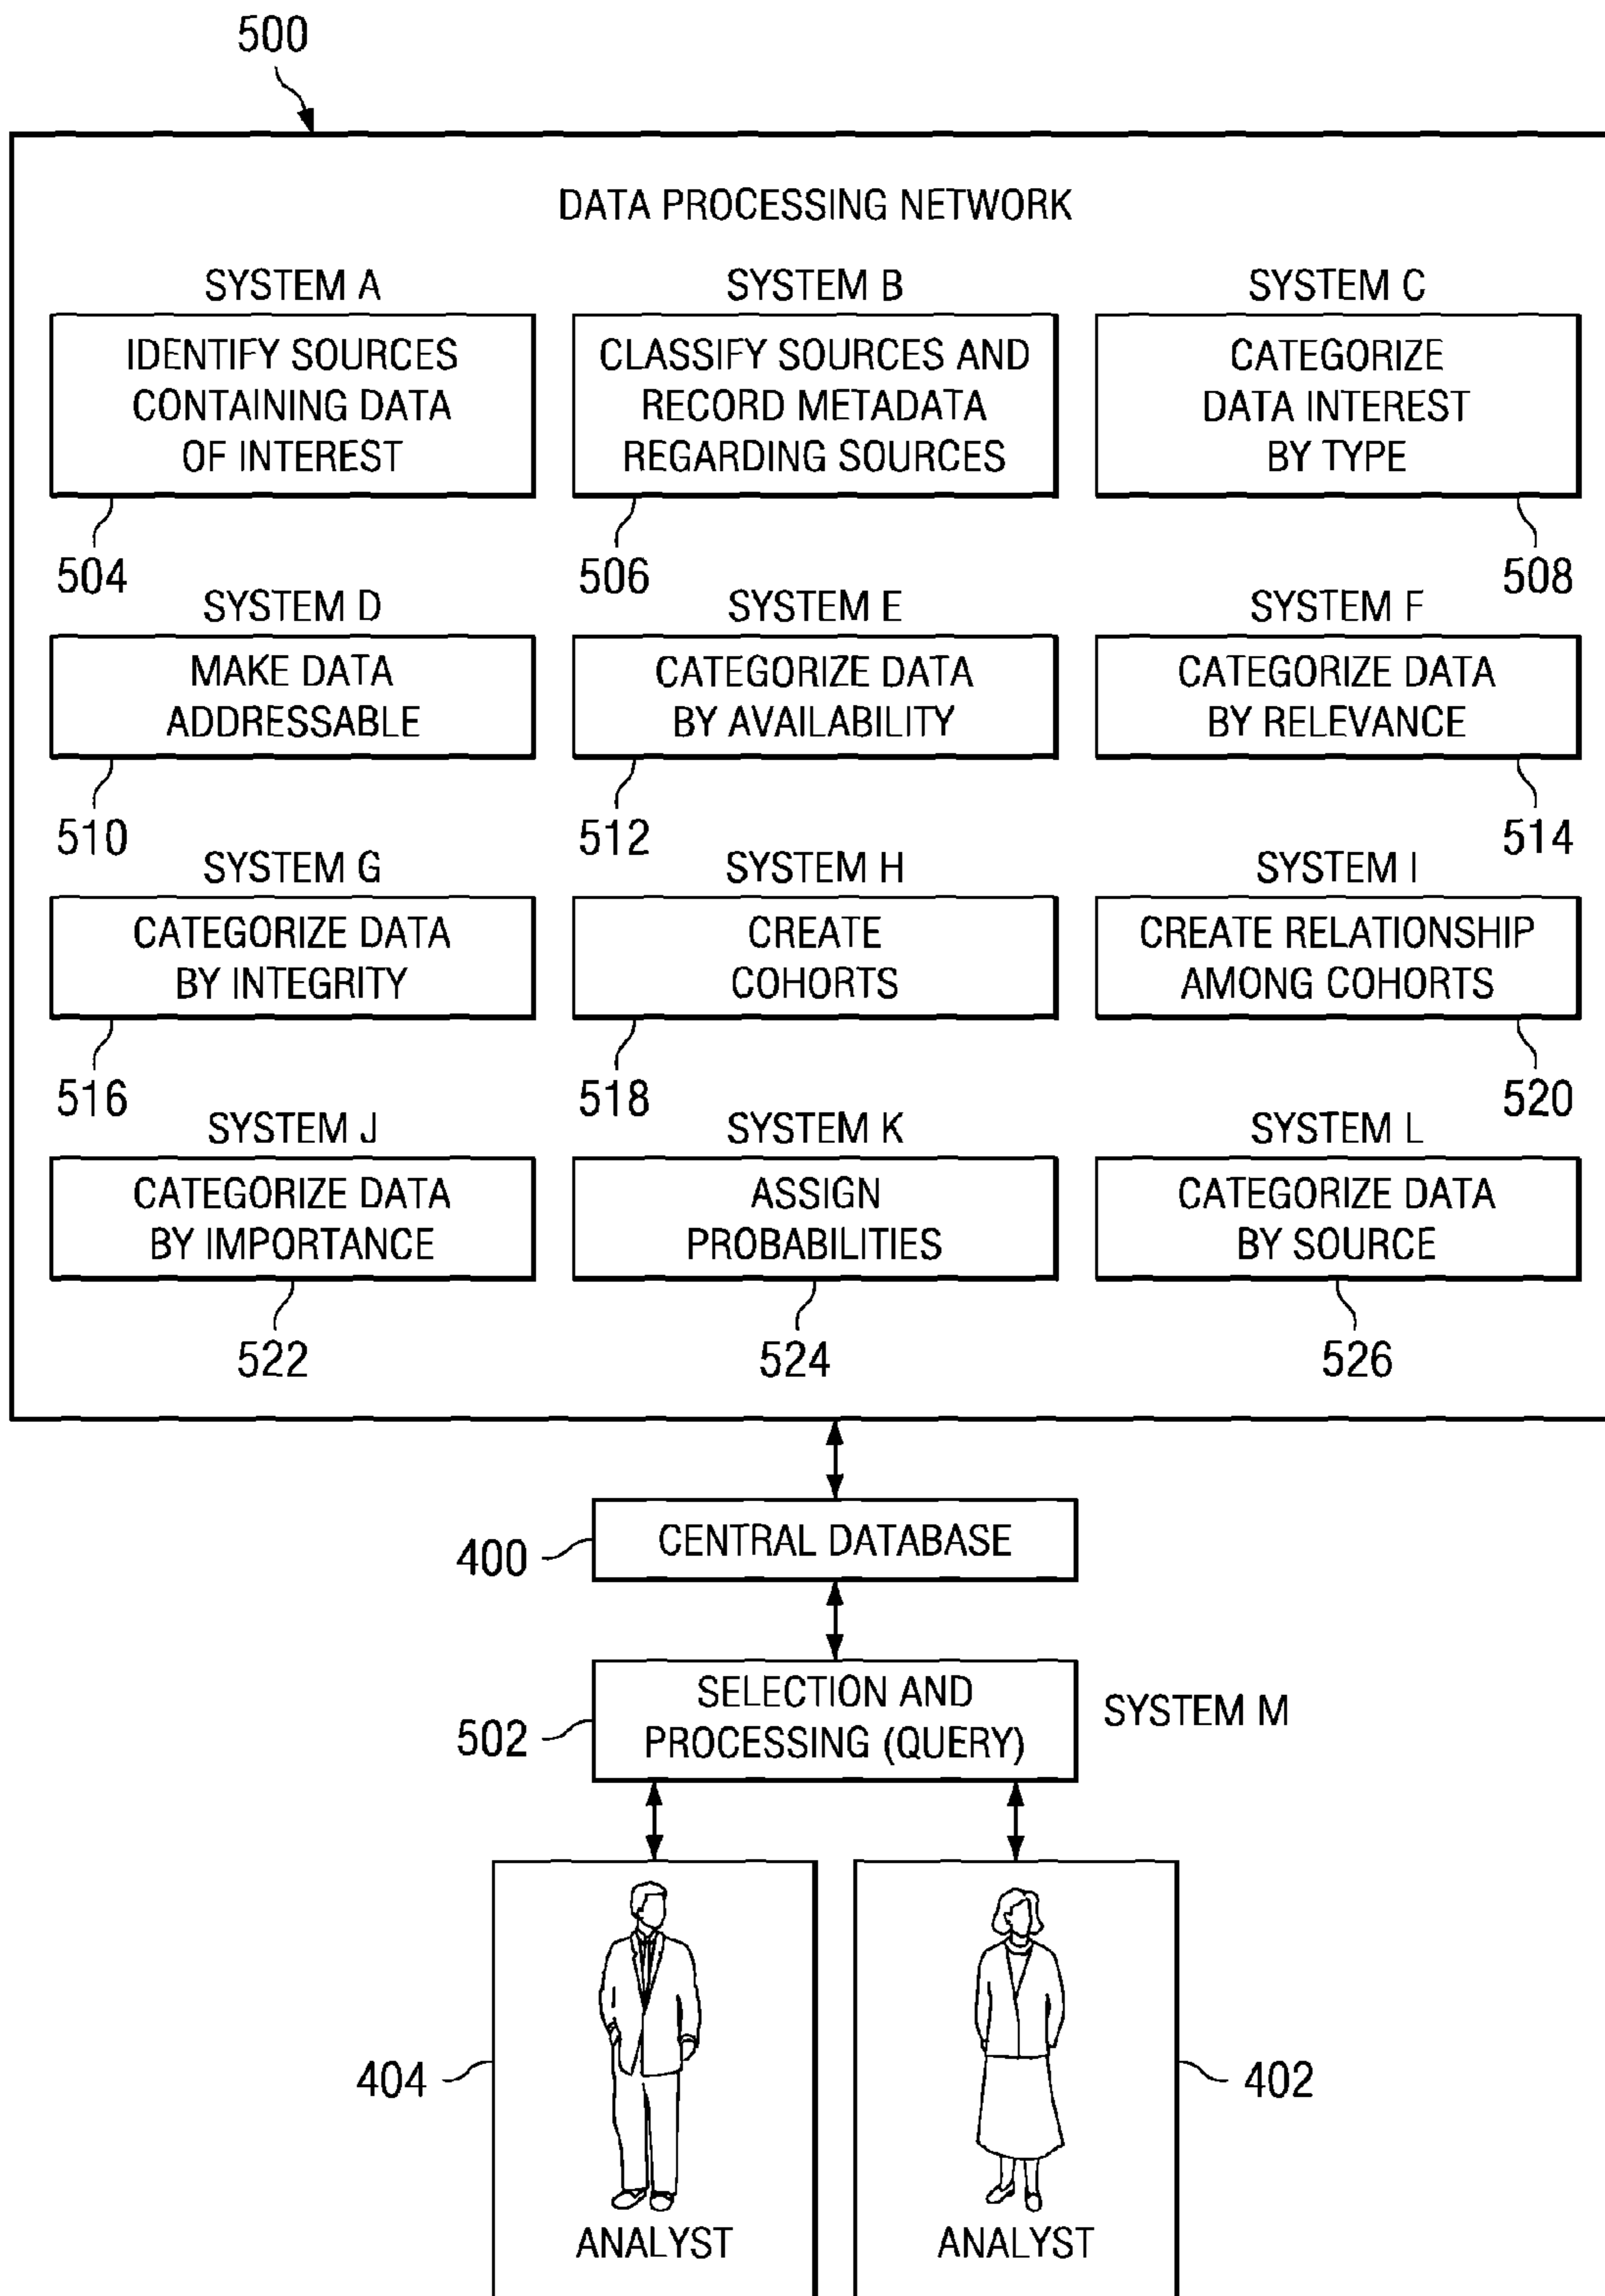 500
DATA PROCESSING NETWORK
SYSTEM A
IDENTIFY SOURCES
CONTAINING DATA
OF INTEREST
504
SYSTEM B
CLASSIFY SOURCES AND
RECORD METADATA
REGARDING SOURCES
506
SYSTEM C
CATEGORIZE
DATA INTEREST
BY TYPE
508
SYSTEM D
MAKE DATA
ADDRESSABLE
510
SYSTEM E
CATEGORIZE DATA
BY AVAILABILITY
512
SYSTEM F
CATEGORIZE DATA
BY RELEVANCE
514
SYSTEM G
CATEGORIZE DATA
BY INTEGRITY
516
SYSTEM H
CREATE
COHORTS
518
SYSTEM I
CREATE RELATIONSHIP
AMONG COHORTS
520
SYSTEM J
CATEGORIZE DATA
BY IMPORTANCE
522
SYSTEM K
ASSIGN
PROBABILITIES
524
SYSTEM L
CATEGORIZE DATA
BY SOURCE
526
400
CENTRAL DATABASE
502
SELECTION AND
PROCESSING (QUERY)
SYSTEM M
404
ANALYST
402
ANALYST